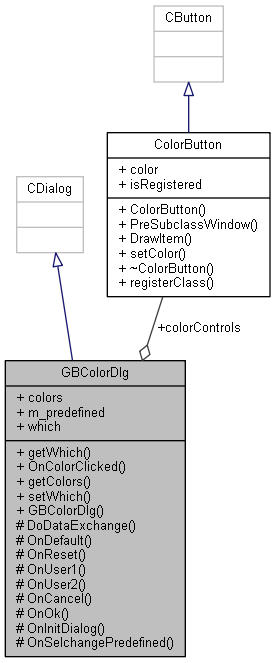 CButton
ColorButton
+ color
+ isRegistered
+ ColorButton()
+ PreSubclassWindow()
+ DrawItem()
+ setColor()
+ ~ColorButton()
+ registerClass()
CDialog
+colorControls
GBColorDlg
+ colors
+ m_predefined
+ which
+ getWhich()
+ OnColorClicked()
+ getColors()
+ setWhich()
+ GBColorDlg()
# DoDataExchange()
# OnDefault()
# OnReset()
# OnUser1()
# OnUser2()
# OnCancel()
# OnOk()
# OnInitDialog()
# OnSelchangePredefined()